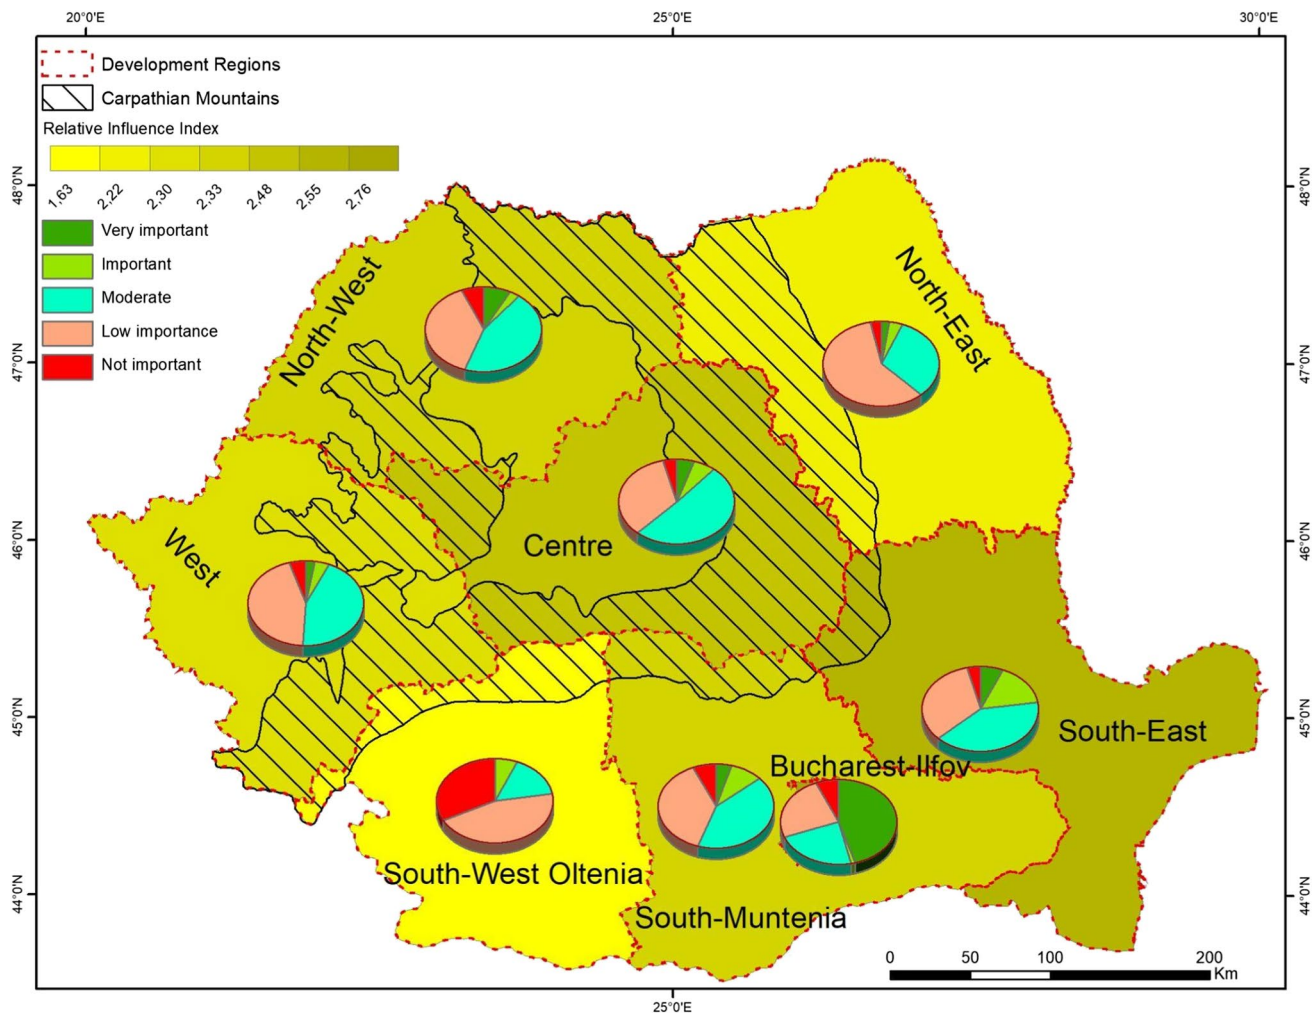 20°0'E 25°0'E 30°0'E
Development Regions
Carpathian Mountains
Relative Influence Index
1,63 2,22 2,30 2,33 2,48 2,55 2,76
Very important
Important
Moderate
Low importance
Not important
48°0'N
48°0'N
47°0'N
47°0'N
46°0'N
46°0'N
45°0'N
45°0'N
44°0'N
44°0'N
North-West
North-East
Centre
West
South-East
Bucharest-Ilfov
South-West Oltenia
South-Muntenia
0 50 100 200
Km
25°0'E